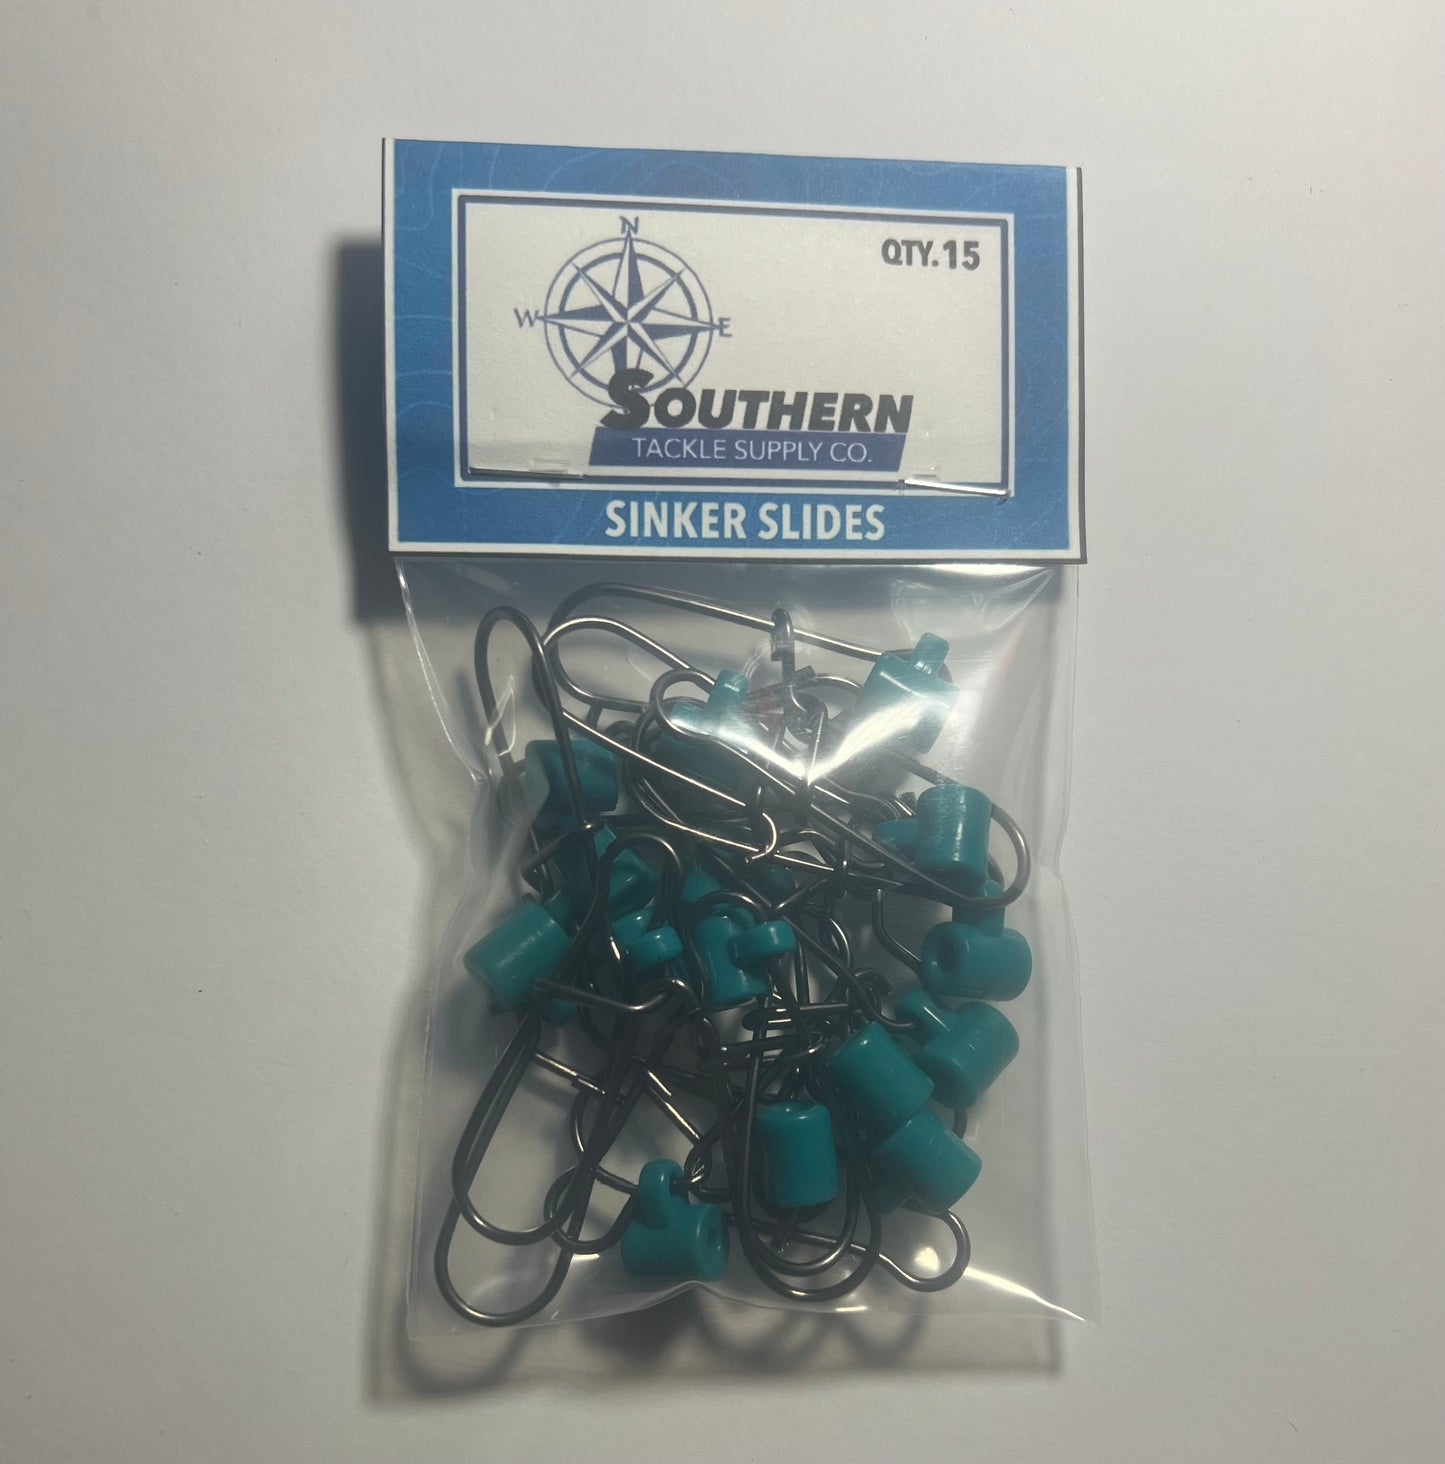 N
QTY.15
W E
SOUTHERN
TACKLE SUPPLY CO.
SINKER SLIDES